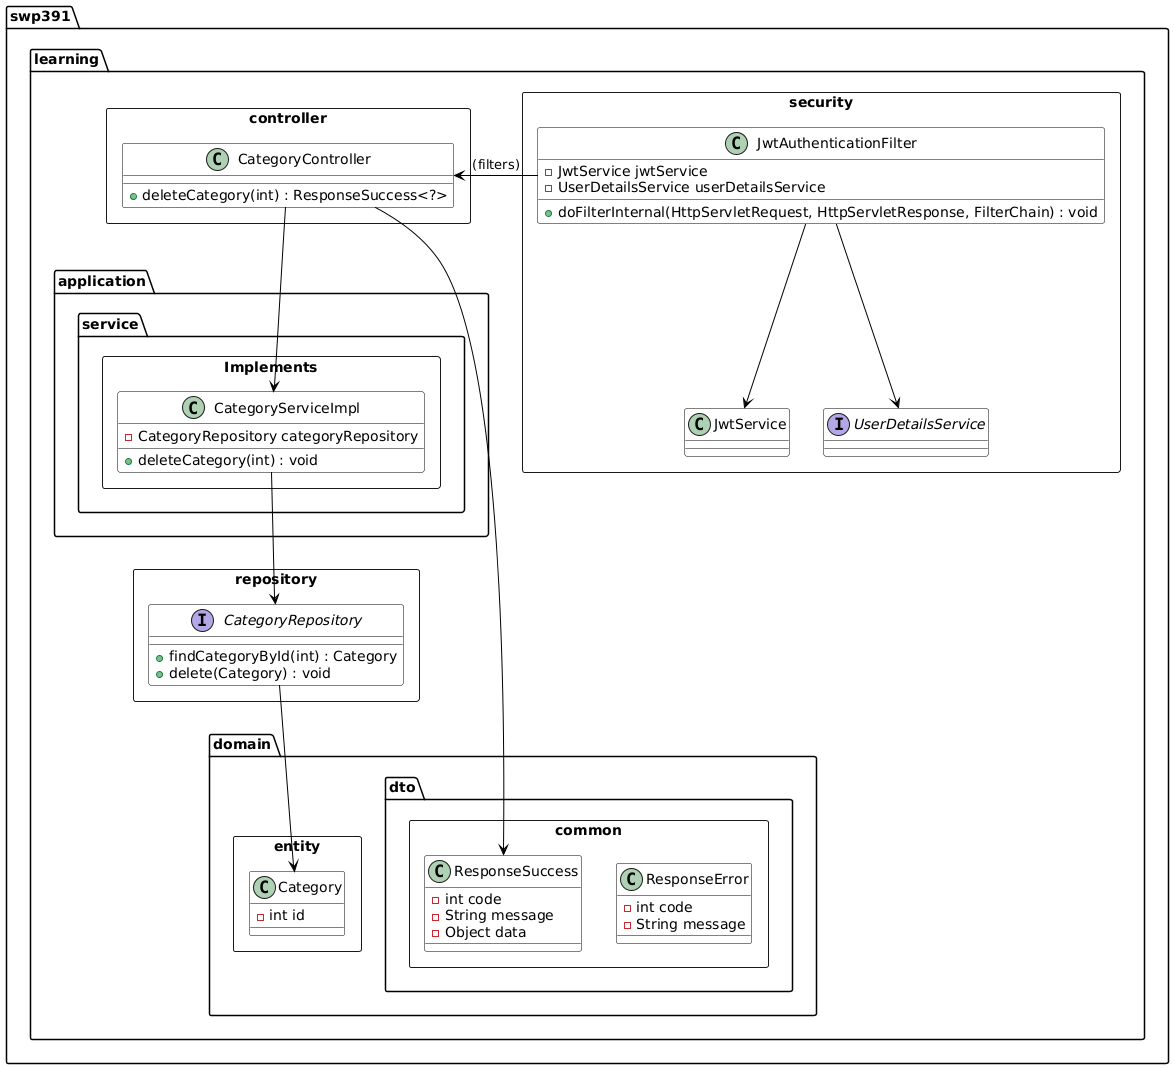 swp391
learning
controller
C CategoryController
deleteCategory(int) : ResponseSuccess<?>
(filters)
security
C JwtAuthenticationFilter
JwtService jwtService
UserDetailsService userDetailsService
doFilterInternal(HttpServletRequest, HttpServletResponse, FilterChain) : void
C JwtService
I UserDetailsService
application
service
Implements
C CategoryServiceImpl
CategoryRepository categoryRepository
deleteCategory(int) : void
repository
I CategoryRepository
findCategoryById(int) : Category
delete(Category) : void
domain
entity
C Category
int id
dto
common
C ResponseSuccess
int code
String message
Object data
C ResponseError
int code
String message